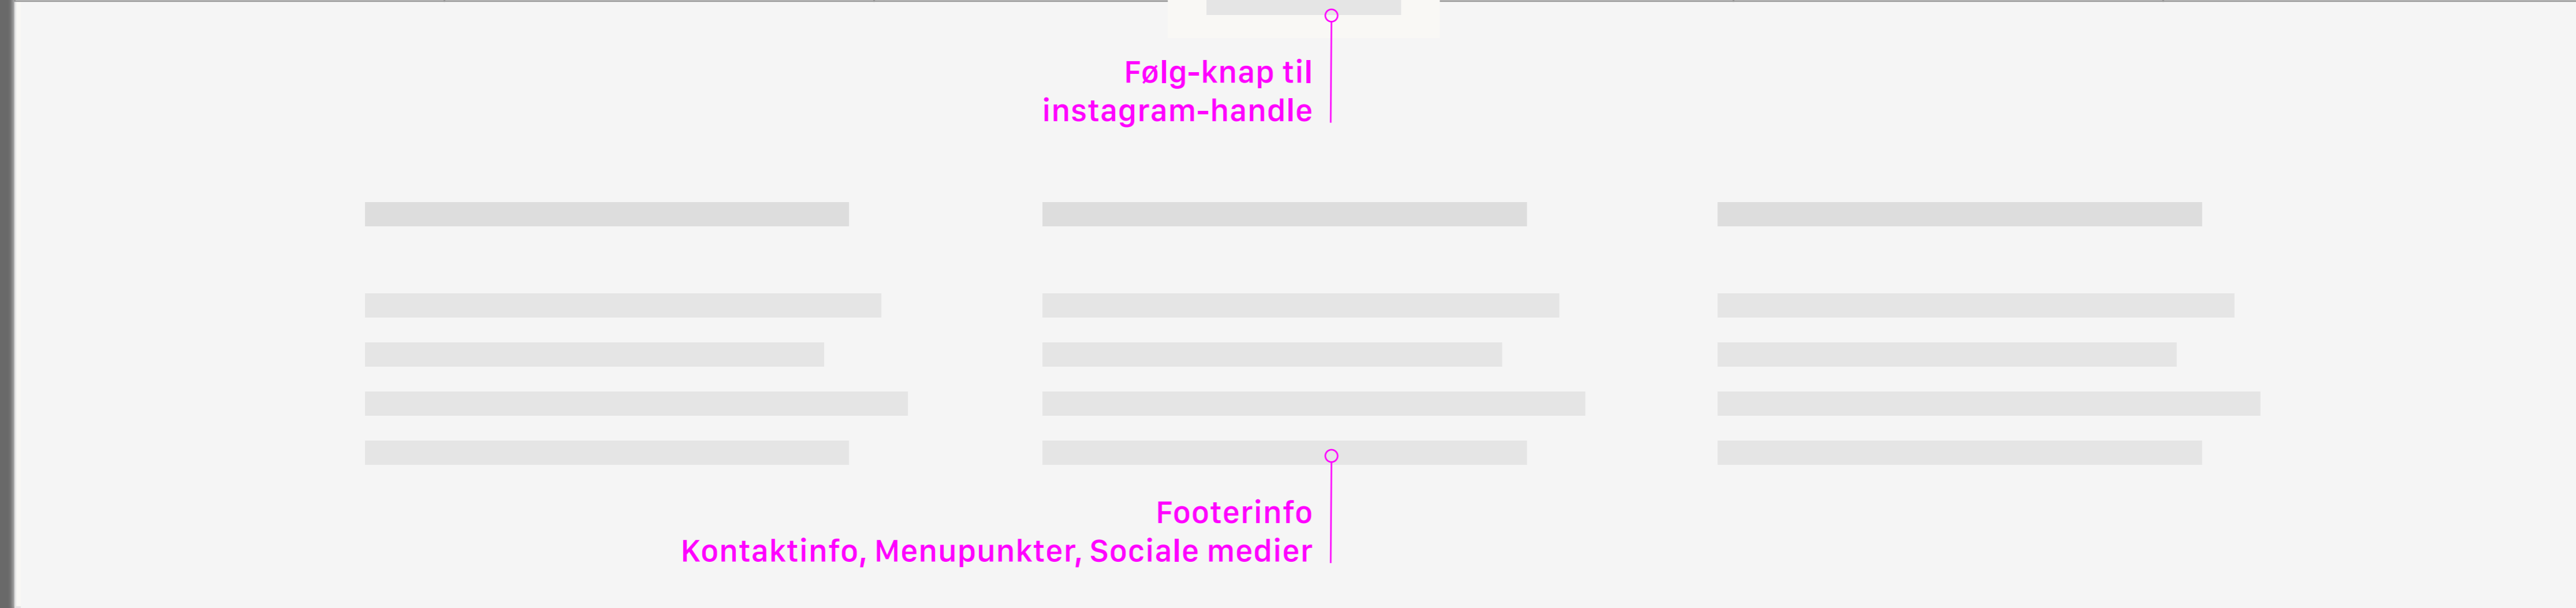 Følg-knap til
instagram-handle
Footerinfo
Kontaktinfo, Menupunkter, Sociale medier